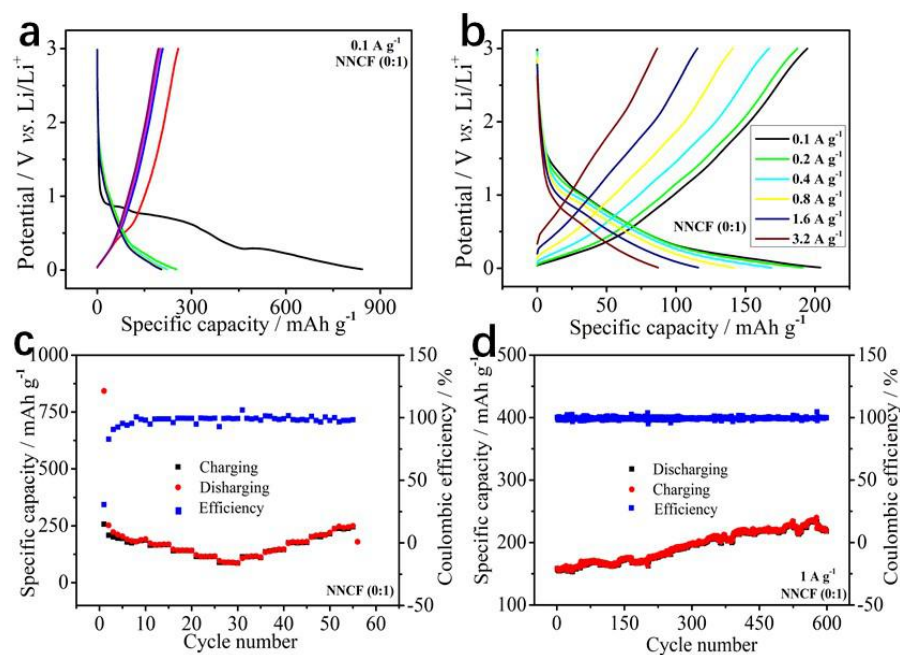 a
0.1 A g⁻¹
NNCF (0:1)
Potential / V vs. Li/Li⁺
3
2
1
0
0 300 600 900
Specific capacity / mAh g⁻¹
b
Potential / V vs. Li/Li⁺
3
2
1
0
0.1 A g⁻¹
0.2 A g⁻¹
0.4 A g⁻¹
0.8 A g⁻¹
1.6 A g⁻¹
3.2 A g⁻¹
NNCF (0:1)
0 50 100 150 200
Specific capacity / mAh g⁻¹
c
Specific capacity / mAh g⁻¹
1000
750
500
250
0
Charging
Disharging
Efficiency
NNCF (0:1)
150
100
50
0
-50
Coulombic efficiency / %
0 10 20 30 40 50 60
Cycle number
d
Specific capacity / mAh g⁻¹
500
400
300
200
100
Discharging
Charging
Efficiency
1 A g⁻¹
NNCF (0:1)
150
100
50
0
-50
Coulombic efficiency / %
0 150 300 450 600
Cycle number